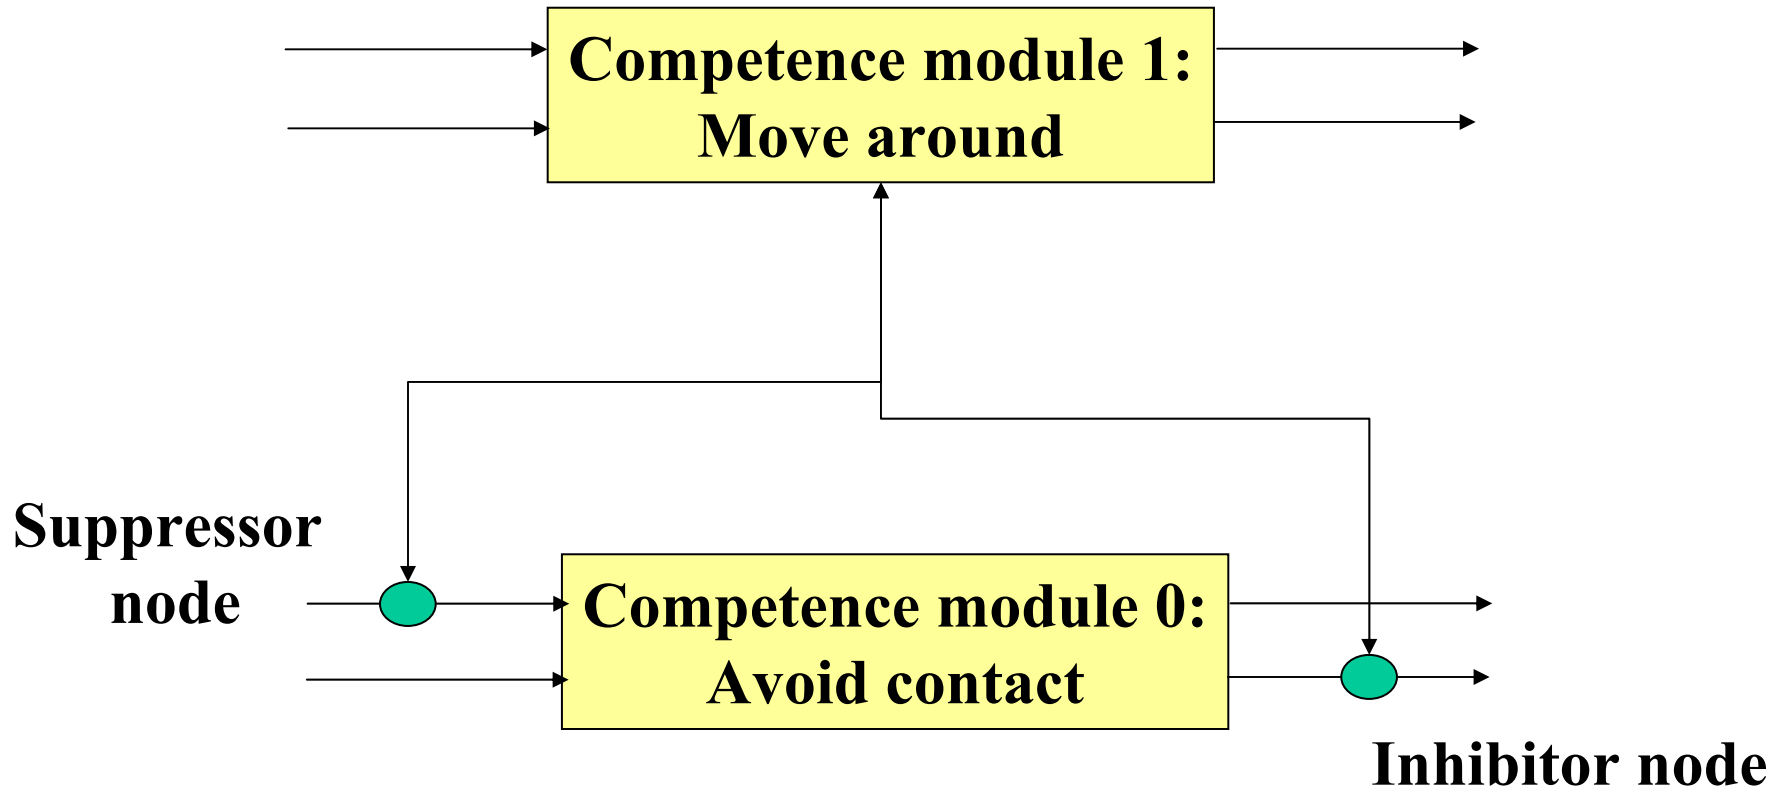 Competence module 1:
Move around
Suppressor
node
Competence module 0:
Avoid contact
Inhibitor node